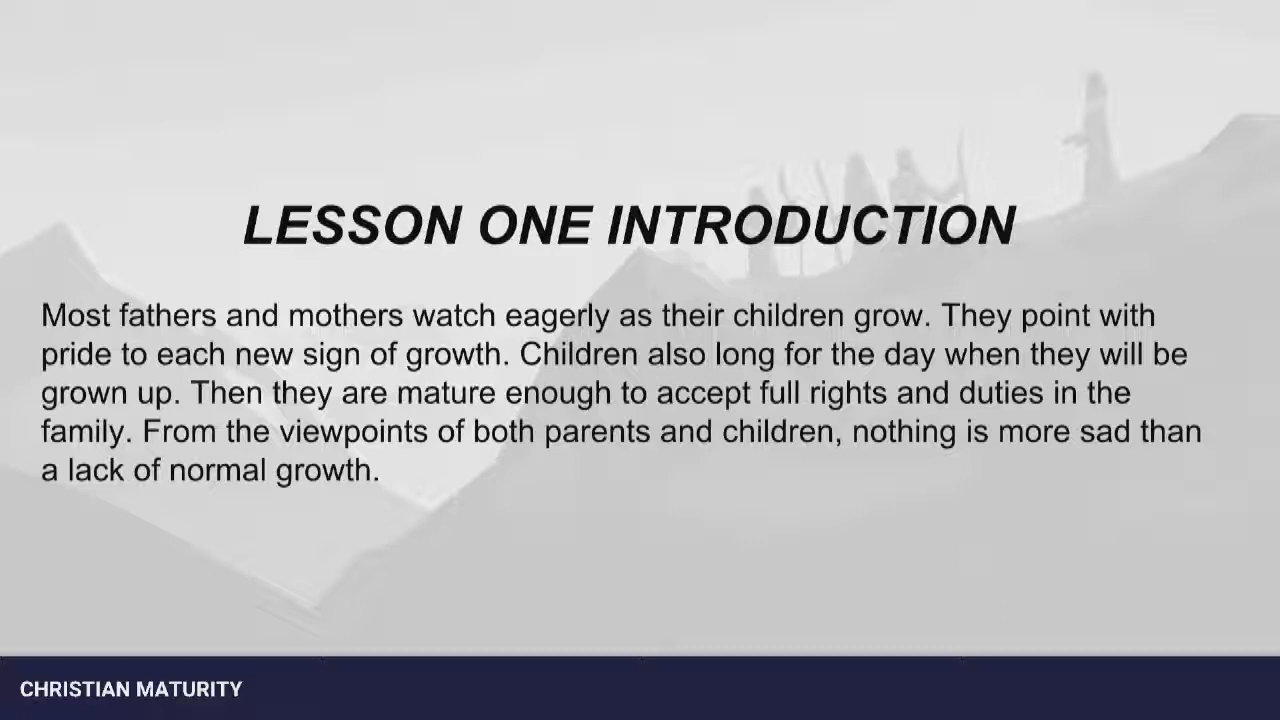 LESSON ONE INTRODUCTION
Most fathers and mothers watch eagerly as their children grow. They point with
pride to each new sign of growth. Children also long for the day when they will be
grown up. Then they are mature enough to accept full rights and duties in the
family. From the viewpoints of both parents and children, nothing is more sad than
a lack of normal growth.
CHRISTIAN MATURITY